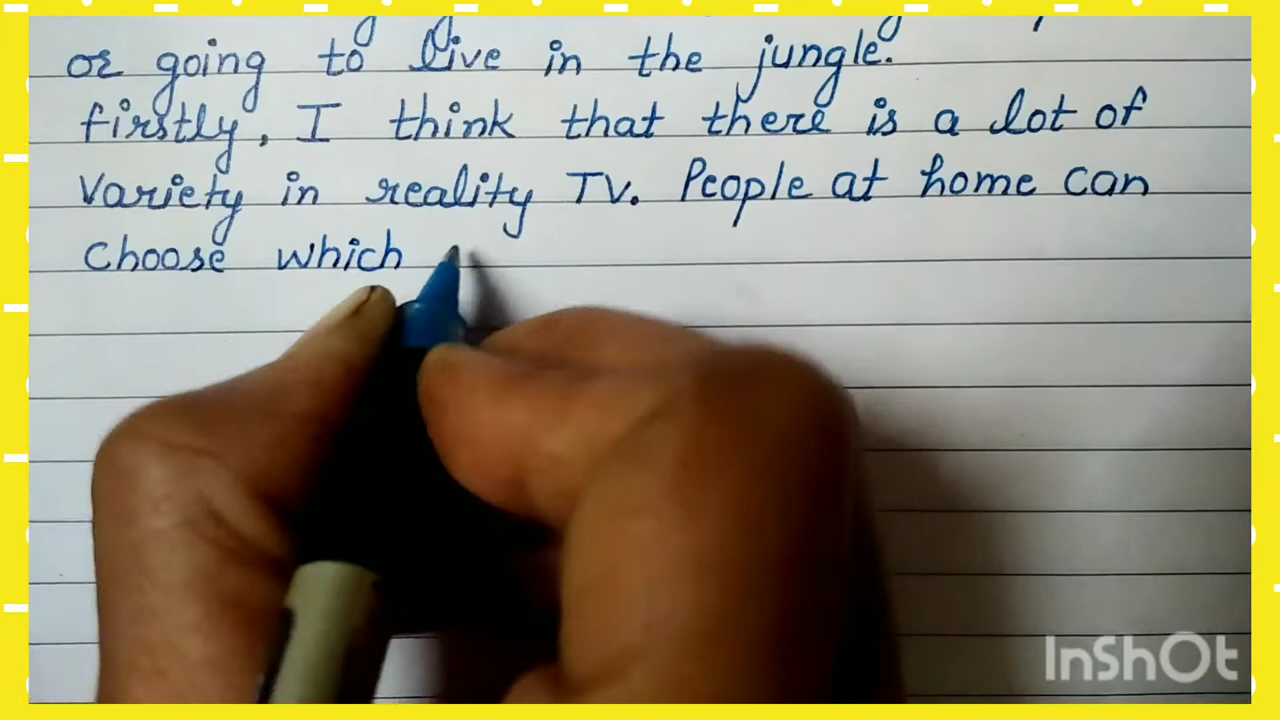 or going to live in the jungle.
firstly, I think that there is a lot of
variety in reality TV. People at home can
choose which
InShOt